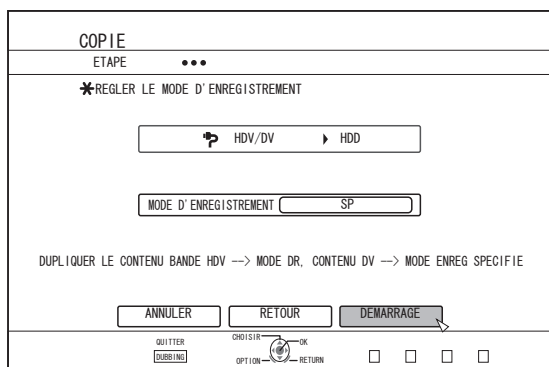 COPIE
ETAPE
REGLER LE MODE D'ENREGISTREMENT
HDV/DV HDD
MODE D'ENREGISTREMENT SP
DUPLIQUER LE CONTENU BANDE HDV --> MODE DR, CONTENU DV --> MODE ENREG SPECIFIE
ANNULER RETOUR DEMARRAGE
QUITTER CHOISIR OK
DUBBING OPTION RETURN